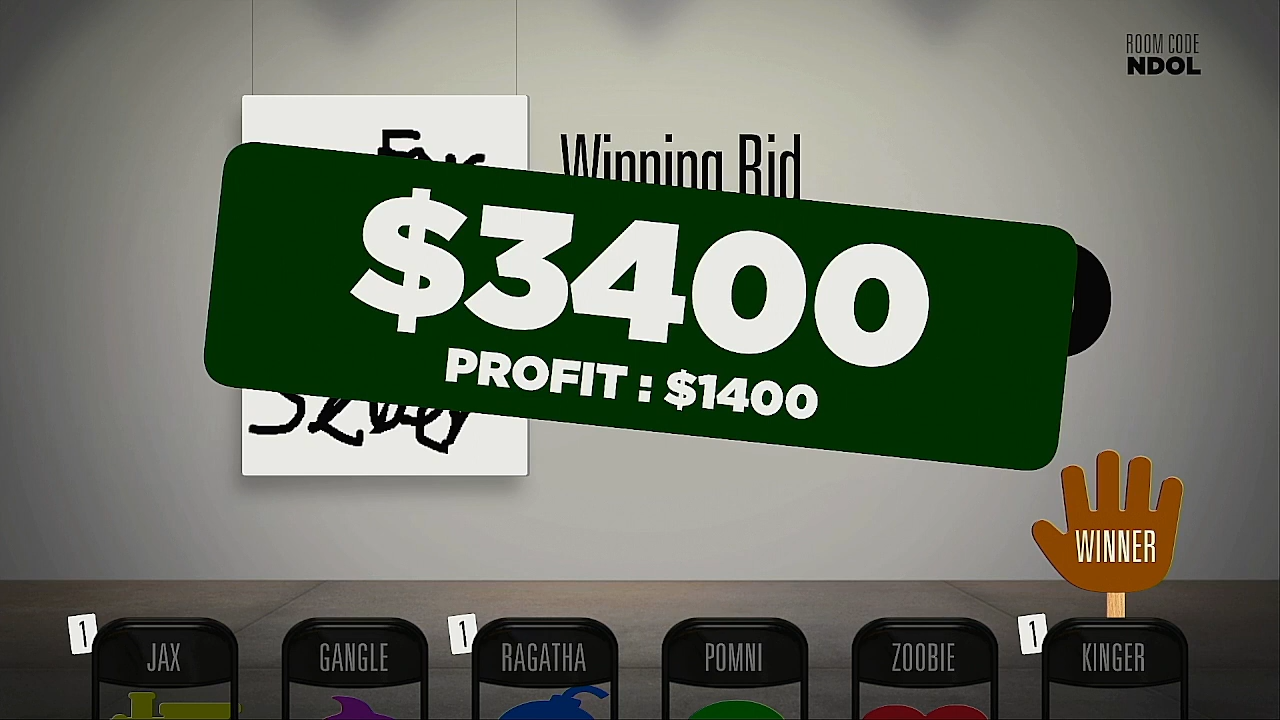 ROOM CODE
NDOL
Winning Bid
$3400
PROFIT : $1400
WINNER
1
1
1
JAX
GANGLE
RAGATHA
POMNI
ZOOBIE
KINGER